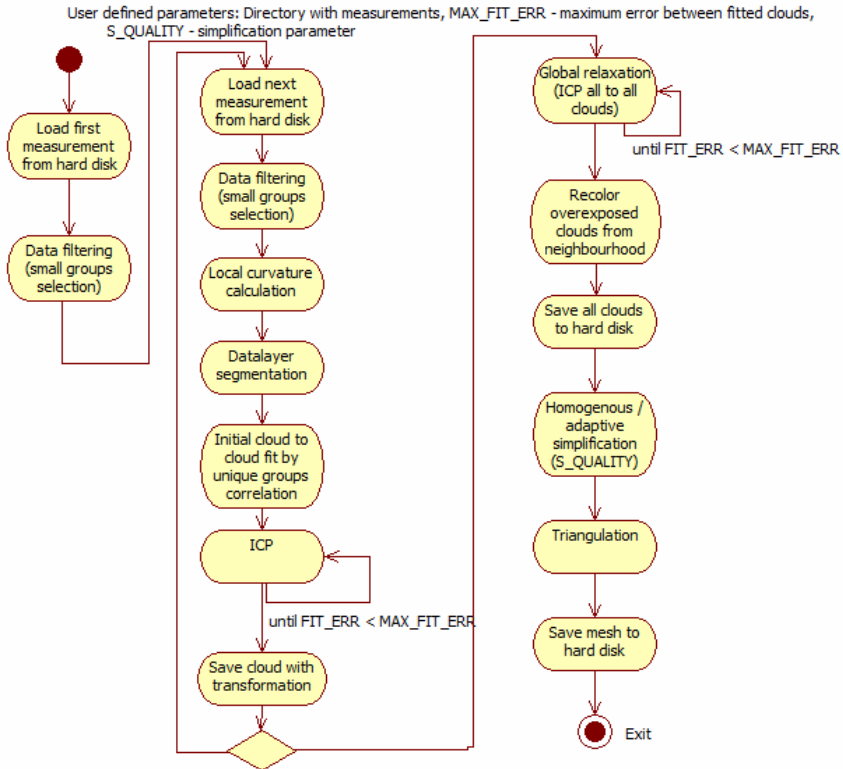 User defined parameters: Directory with measurements, MAX_FIT_ERR - maximum error between fitted clouds,
S_QUALITY - simplification parameter
Load first
measurement
from hard disk
Data filtering
(small groups
selection)
Load next
measurement
from hard disk
Data filtering
(small groups
selection)
Local curvature
calculation
Datalayer
segmentation
Initial cloud to
cloud fit by
unique groups
correlation
ICP
until FIT_ERR < MAX_FIT_ERR
Save cloud with
transformation
Global relaxation
(ICP all to all
clouds)
until FIT_ERR < MAX_FIT_ERR
Recolor
overexposed
clouds from
neighbourhood
Save all clouds
to hard disk
Homogenous /
adaptive
simplification
(S_QUALITY)
Triangulation
Save mesh to
hard disk
Exit